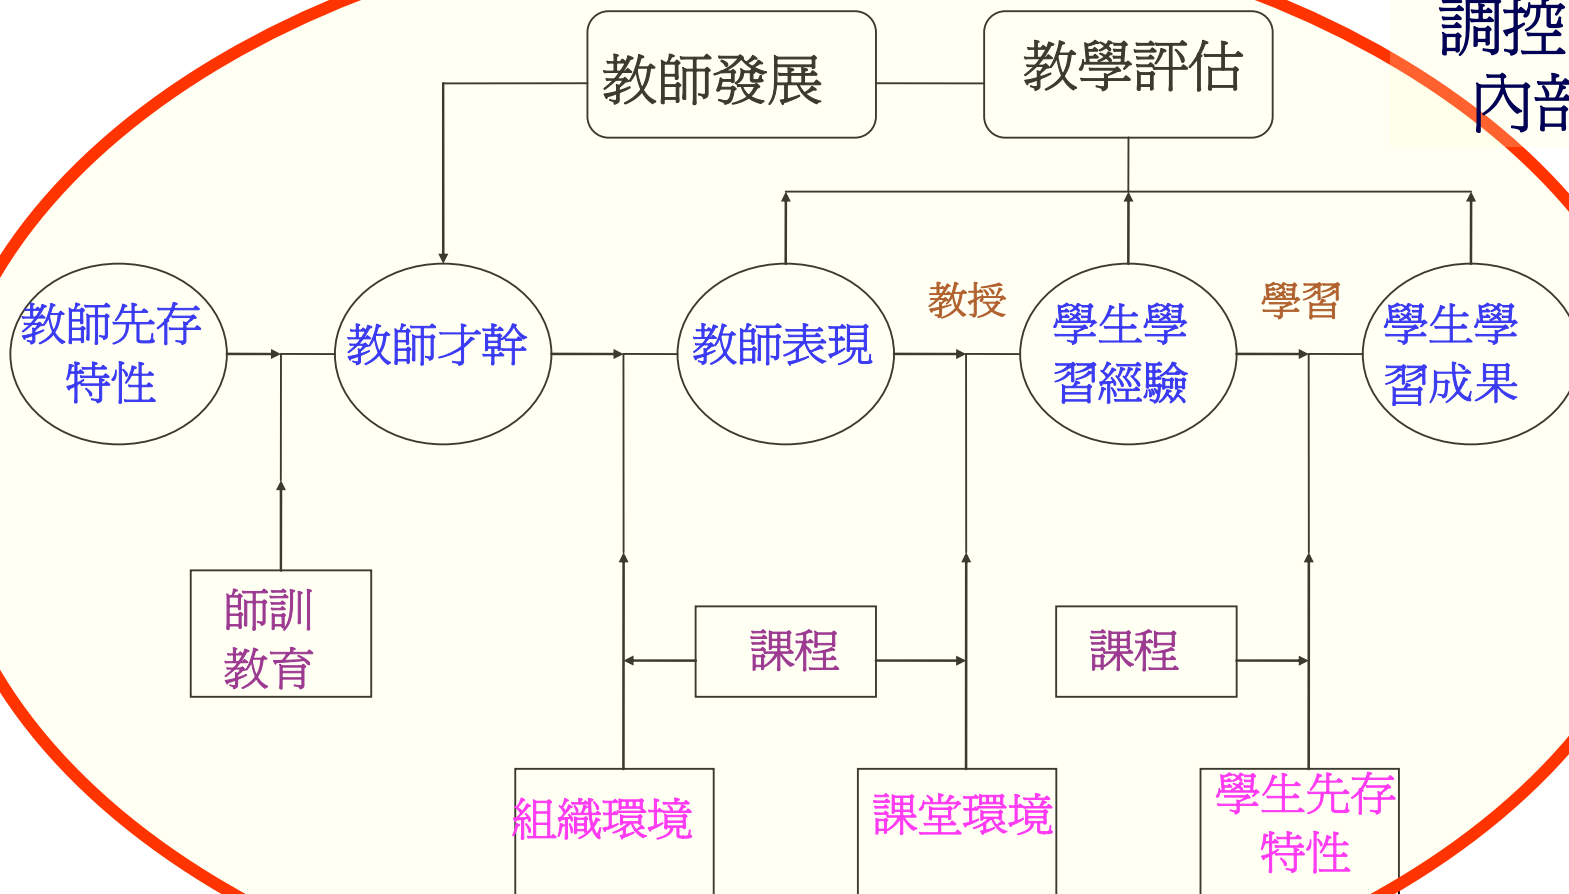 調控
內部
教師發展
教學評估
教師先存
特性
教師才幹
教師表現
教授
學生學
習經驗
學習
學生學
習成果
師訓
教育
課程
課程
組織環境
課堂環境
學生先存
特性